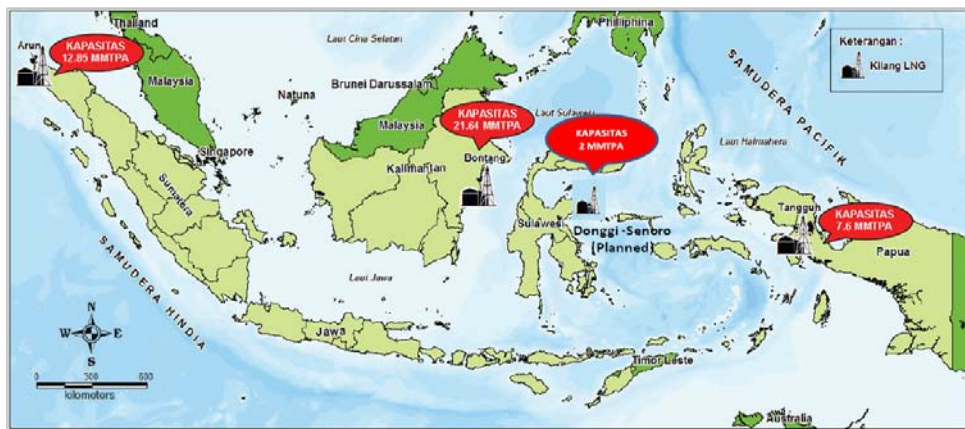 Thailand
Philliphina
Laut Cina Selatan
Arun
KAPASITAS
12.85 MMTPA
Keterangan :
Kilang LNG
Malaysia
Natuna
Brunei Darussalam
SAMUDERA PACIFIK
KAPASITAS
21.64 MMTPA
Laut Sulawesi
Malaysia
KAPASITAS
2 MMTPA
Laut Halmahera
Singapore
Bontang
Kalimantan
Sumatera
Tangguh
KAPASITAS
7.6 MMTPA
Sulawesi
Donggi -Senoro
(Planned)
Papua
SAMUDERA HINDIA
Laut Jawa
N
W E
S
Jawa
Timor Leste
0 300 600
kilometers
Australia